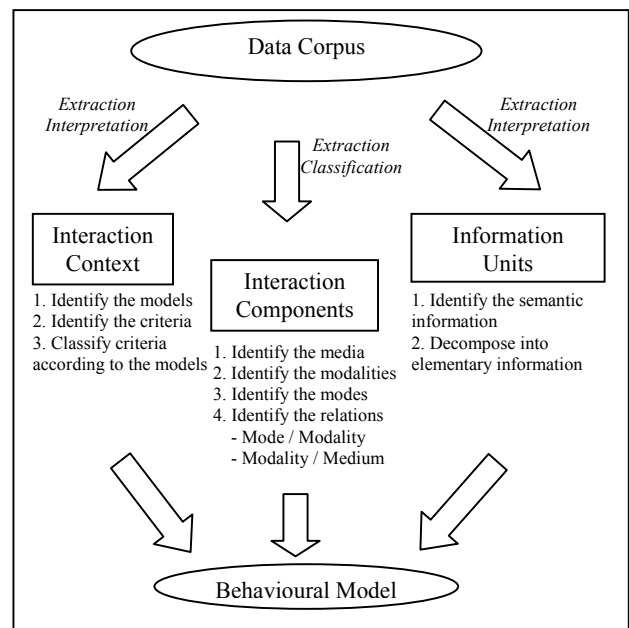 Data Corpus
Extraction
Interpretation
Extraction
Classification
Extraction
Interpretation
Interaction
Context
1. Identify the models
2. Identify the criteria
3. Classify criteria
according to the models
Interaction
Components
1. Identify the media
2. Identify the modalities
3. Identify the modes
4. Identify the relations
- Mode / Modality
- Modality / Medium
Information
Units
1. Identify the semantic
information
2. Decompose into
elementary information
Behavioural Model